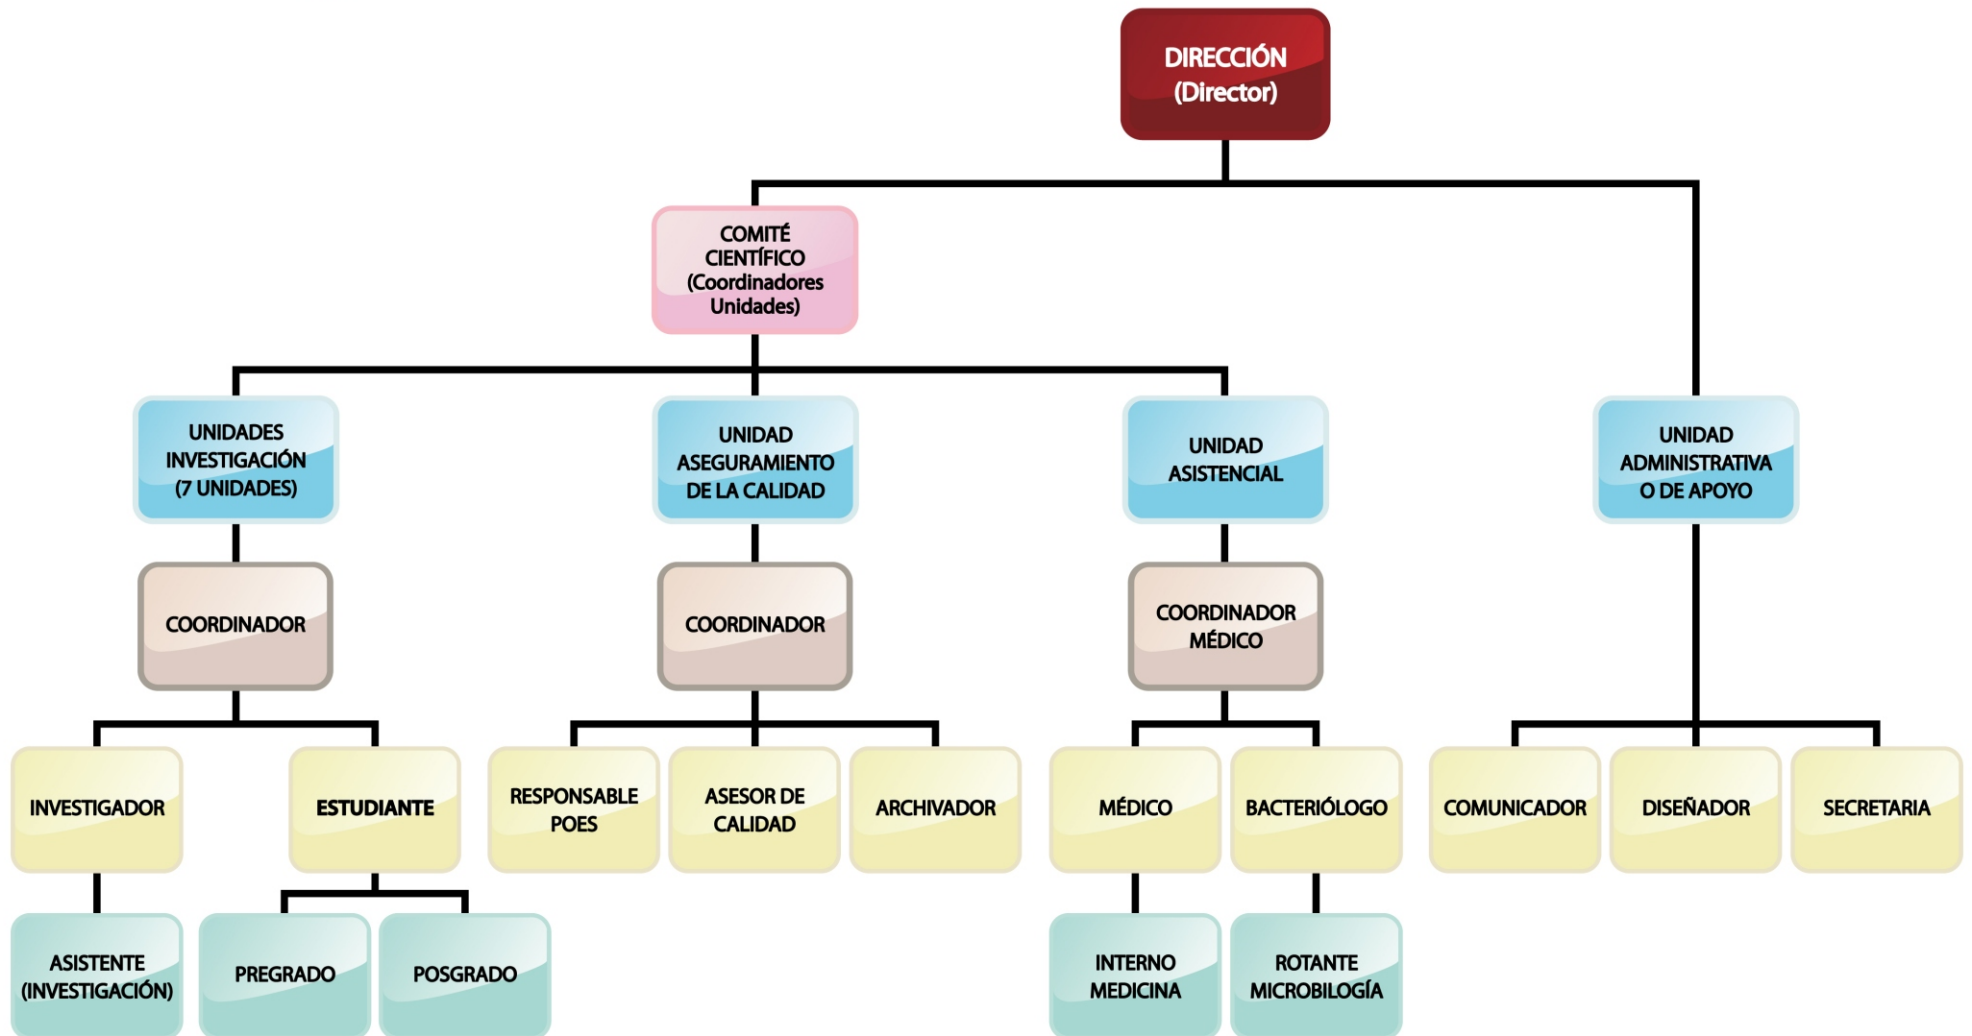 DIRECCIÓN
(Director)
COMITÉ
CIENTÍFICO
(Coordinadores
Unidades)
UNIDADES
INVESTIGACIÓN
(7 UNIDADES)
UNIDAD
ASEGURAMIENTO
DE LA CALIDAD
UNIDAD
ASISTENCIAL
UNIDAD
ADMINISTRATIVA
O DE APOYO
COORDINADOR
COORDINADOR
COORDINADOR
MÉDICO
INVESTIGADOR
ESTUDIANTE
RESPONSABLE
POES
ASESOR DE
CALIDAD
ARCHIVADOR
MÉDICO
BACTERIÓLOGO
COMUNICADOR
DISEÑADOR
SECRETARIA
ASISTENTE
(INVESTIGACIÓN)
PREGRADO
POSGRADO
INTERNO
MEDICINA
ROTANTE
MICROBILOGÍA